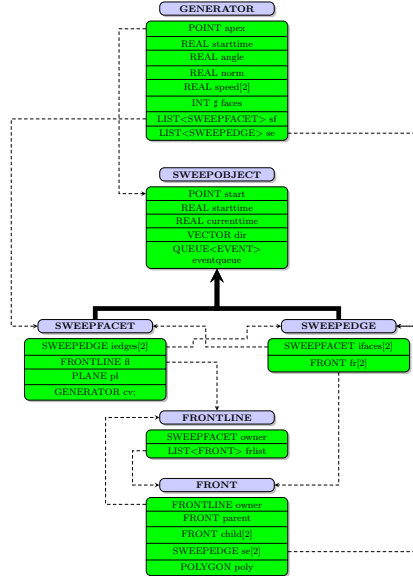 GENERATOR
POINT apex
REAL starttime
REAL angle
REAL norm
REAL speed[2]
INT ♯ faces
LIST<SWEEPFACET> sf
LIST<SWEEPEDGE> se
SWEEPOBJECT
POINT start
REAL starttime
REAL currenttime
VECTOR dir
QUEUE<EVENT>
eventqueue
SWEEPFACET
SWEEPEDGE iedges[2]
FRONTLINE fl
PLANE pl
GENERATOR cv;
SWEEPEDGE
SWEEPFACET ifaces[2]
FRONT fr[2]
FRONTLINE
SWEEPFACET owner
LIST<FRONT> frlist
FRONT
FRONTLINE owner
FRONT parent
FRONT child[2]
SWEEPEDGE se[2]
POLYGON poly